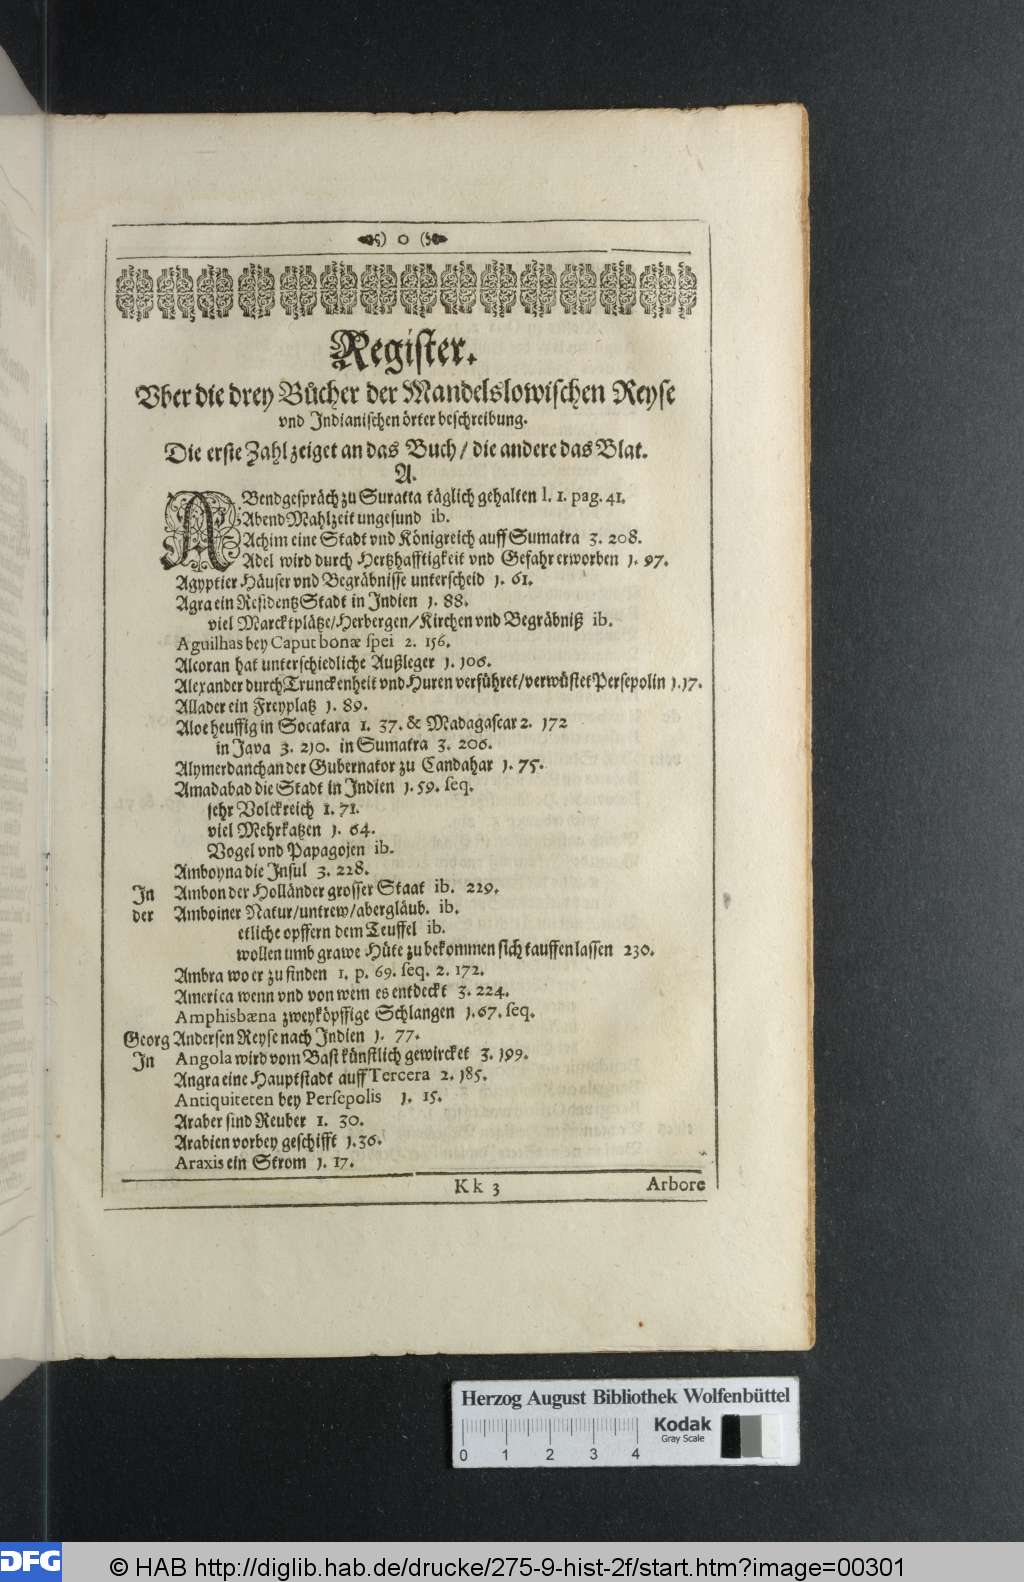 ) o (
Register.
Vber die drey Bücher der Mandelslowischen Reyse
vnd Indianischen örter beschreibung.
Die erste Zahl zeiget an das Buch / die andere das Blat.
A.
ABendgespräch zu Suratta täglich gehalten l. 1. pag. 41.
AbendMahlzeit ungesund ib.
Achim eine Stadt vnd Königreich auff Sumatra 3. 208.
Adel wird durch Hertzhafftigkeit vnd Gefahr erworben 1. 97.
Agyptier Häuser vnd Begräbnisse unterscheid 1. 61.
Agra ein ResidentzStadt in Indien 1. 88.
viel Marcktplätze/Herbergen/Kirchen vnd Begräbniß ib.
Aguilhas bey Caput bonæ spei 2. 156.
Alcoran hat unterschiedliche Außleger 1. 106.
Alexander durch Trunckenheit vnd Huren verführet/verwüstet Persepolin 1.17.
Allader ein Freyplatz 1. 89.
Aloe heuffig in Socatara 1. 37. & Madagascar 2. 172
in Java 3. 210. in Sumatra 3. 206.
Alymerdanchan der Gubernator zu Candahar 1. 75.
Amadabad die Stadt in Indien 1. 59. seq.
sehr Volckreich 1. 71.
viel Mehrkatzen 1. 64.
Vogel vnd Papagojen ib.
Amboyna die Insul 3. 228.
In Ambon der Holländer grosser Staat ib. 229.
der Amboiner Natur/untrew/abergläub. ib.
etliche opffern dem Teuffel ib.
wollen umb grawe Hüte zu bekommen sich tauffen lassen 230.
Ambra wo er zu finden 1. p. 69. seq. 2. 172.
America wenn vnd von wem es entdeckt 3. 224.
Amphisbæna zweyköpffige Schlangen 1.67. seq.
Georg Andersen Reyse nach Indien 1. 77.
In Angola wird vom Bast künstlich gewircket 3. 199.
Angra eine Hauptstadt auff Tercera 2. 185.
Antiquiteten bey Persepolis 1. 15.
Araber sind Reuber 1. 30.
Arabien vorbey geschifft 1.36.
Araxis ein Strom 1. 17.
Kk 3 Arbore
Herzog August Bibliothek Wolfenbüttel
Kodak
Gray Scale
0 1 2 3 4
DFG © HAB http://diglib.hab.de/drucke/275-9-hist-2f/start.htm?image=00301